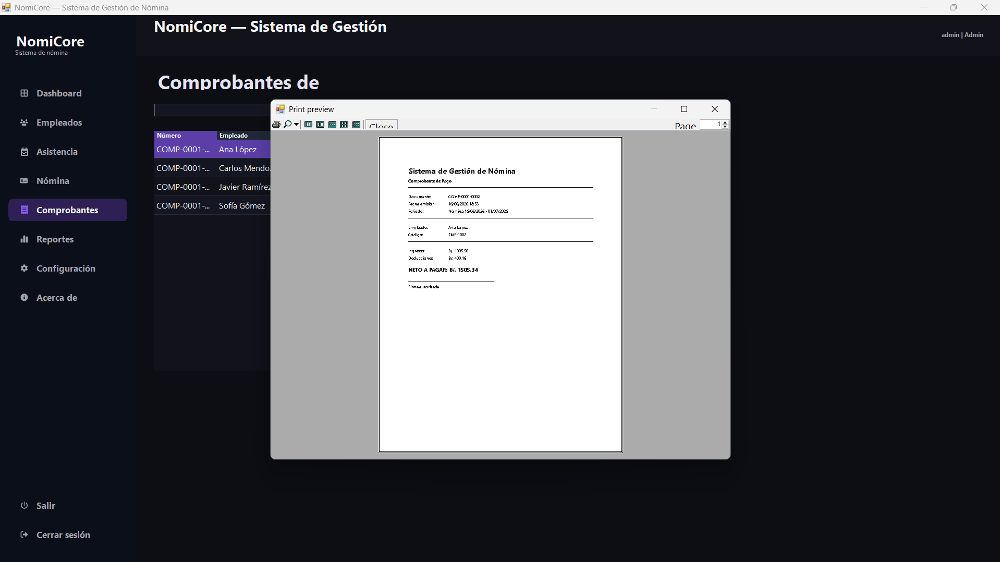 NomiCore — Sistema de Gestión de Nómina
NomiCore
Sistema de nómina
Dashboard
Empleados
Asistencia
Nómina
Comprobantes
Reportes
Configuración
Acerca de
Salir
Cerrar sesión
NomiCore — Sistema de Gestión
admin | Admin
Comprobantes de
Número Empleado
COMP-0001-... Ana López
COMP-0001-... Carlos Mendo
COMP-0001-... Javier Ramírez
COMP-0001-... Sofía Gómez
Print preview
Close
Page 1
Sistema de Gestión de Nómina
Comprobante de Pago
Documento: COMP-0001-0002
Fecha emisión: 16/06/2026 18:53
Periodo: Nómina 16/06/2026 - 01/07/2026
Empleado: Ana López
Código: EMP-1002
Ingresos: B/. 1905.50
Deducciones: B/. 400.16
NETO A PAGAR: B/. 1505.34
Firma autorizada